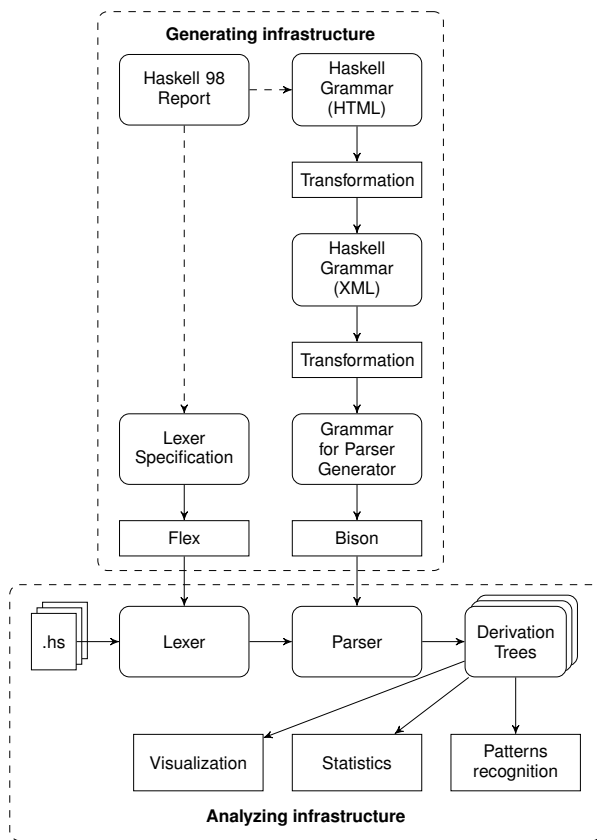 Generating infrastructure
Haskell 98
Report
Haskell
Grammar
(HTML)
Transformation
Haskell
Grammar
(XML)
Transformation
Lexer
Specification
Grammar
for Parser
Generator
Flex
Bison
.hs
Lexer
Parser
Derivation
Trees
Visualization
Statistics
Patterns
recognition
Analyzing infrastructure